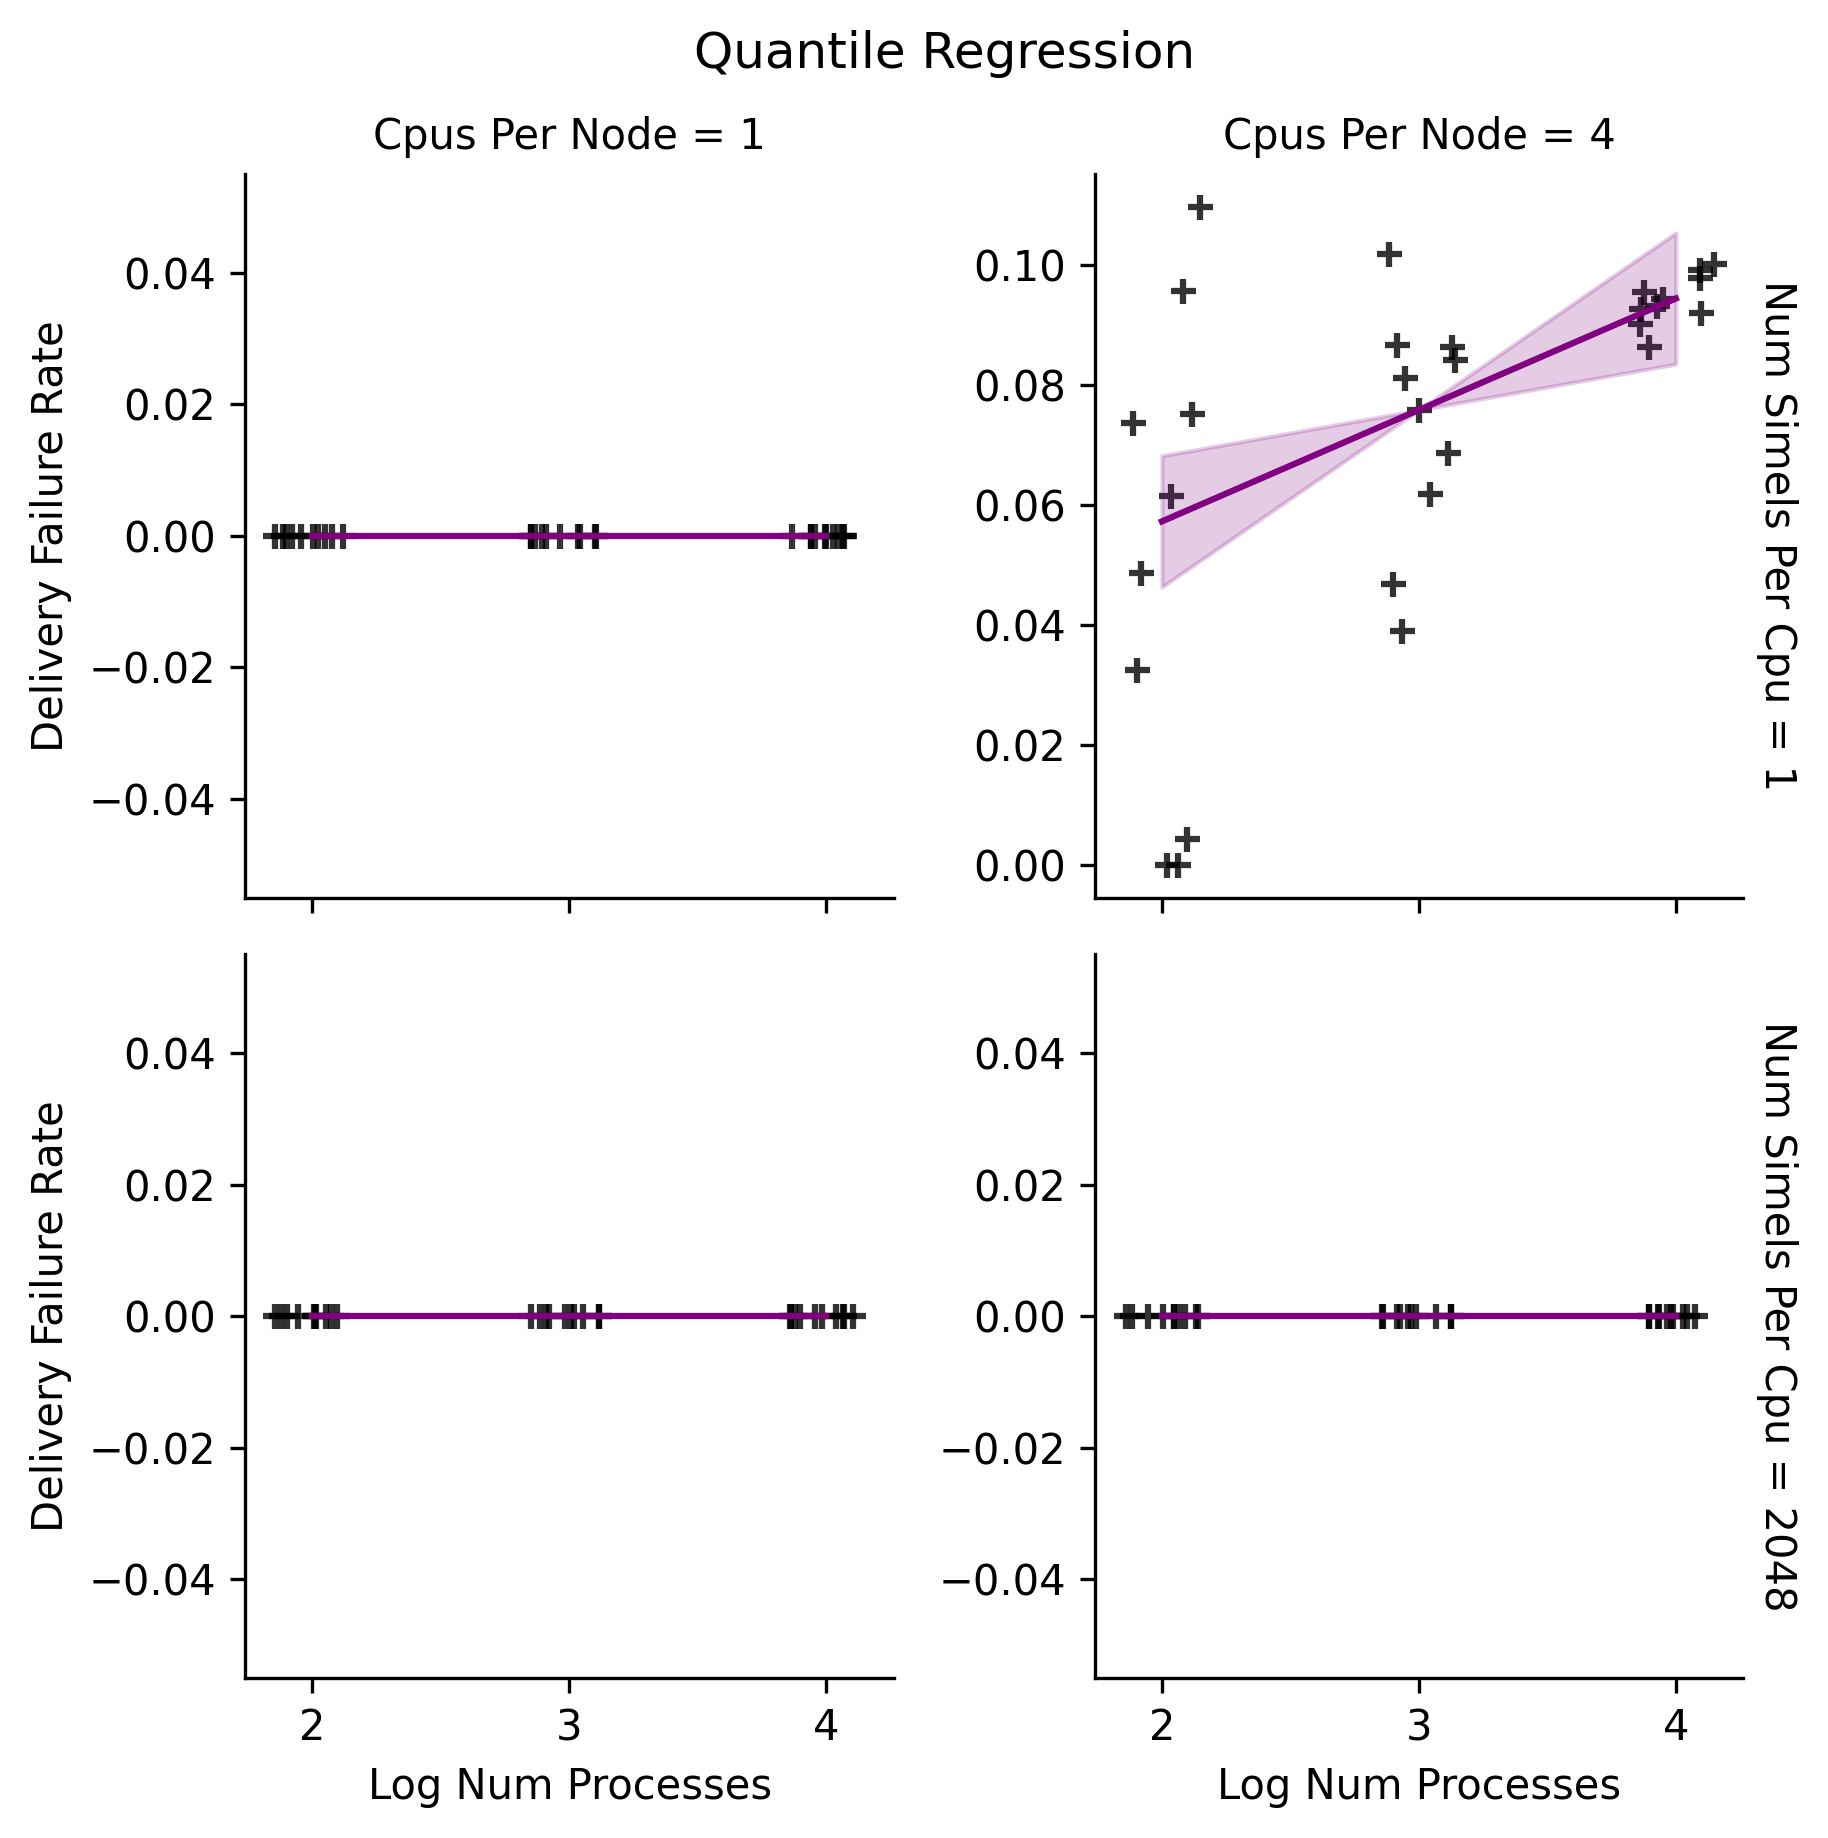 Quantile Regression
Cpus Per Node = 1
Cpus Per Node = 4
Delivery Failure Rate
0.04
0.02
0.00
−0.02
−0.04
0.10
0.08
0.06
0.04
0.02
0.00
Num Simels Per Cpu = 1
Delivery Failure Rate
0.04
0.02
0.00
−0.02
−0.04
2 3 4
Log Num Processes
0.04
0.02
0.00
−0.02
−0.04
2 3 4
Log Num Processes
Num Simels Per Cpu = 2048